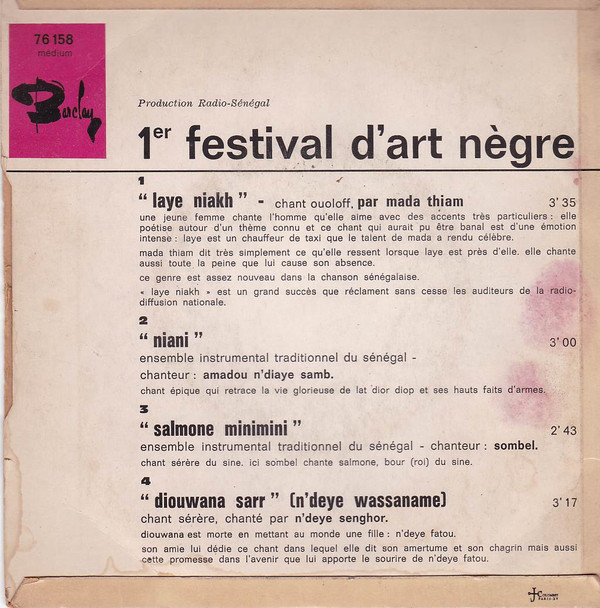 76 158
medium
Barclay
Production Radio-Sénégal
1er festival d'art nègre
1
“ laye niakh ” - chant ouoloff, par mada thiam 3' 35
une jeune femme chante l'homme qu'elle aime avec des accents très particuliers : elle
poétise autour d'un thème connu et ce chant qui aurait pu être banal est d'une émotion
intense : laye est un chauffeur de taxi que le talent de mada a rendu célèbre.
mada thiam dit très simplement ce qu'elle ressent lorsque laye est près d'elle. elle chante
aussi toute la peine que lui cause son absence.
ce genre est assez nouveau dans la chanson sénégalaise.
« laye niakh » est un grand succès que réclament sans cesse les auditeurs de la radio-
diffusion nationale.
2
“ niani ” 3' 00
ensemble instrumental traditionnel du sénégal -
chanteur : amadou n'diaye samb.
chant épique qui retrace la vie glorieuse de lat dior diop et ses hauts faits d'armes.
3
“ salmone minimini ” 2' 43
ensemble instrumental traditionnel du sénégal - chanteur : sombel.
chant sérère du sine. ici sombel chante salmone, bour (roi) du sine.
4
“ diouwana sarr ” (n'deye wassaname) 3' 17
chant sérère, chanté par n'deye senghor.
diouwana est morte en mettant au monde une fille : n'deye fatou.
son amie lui dédie ce chant dans lequel elle dit son amertume et son chagrin mais aussi
cette promesse dans l'avenir que lui apporte le sourire de n'deye fatou.